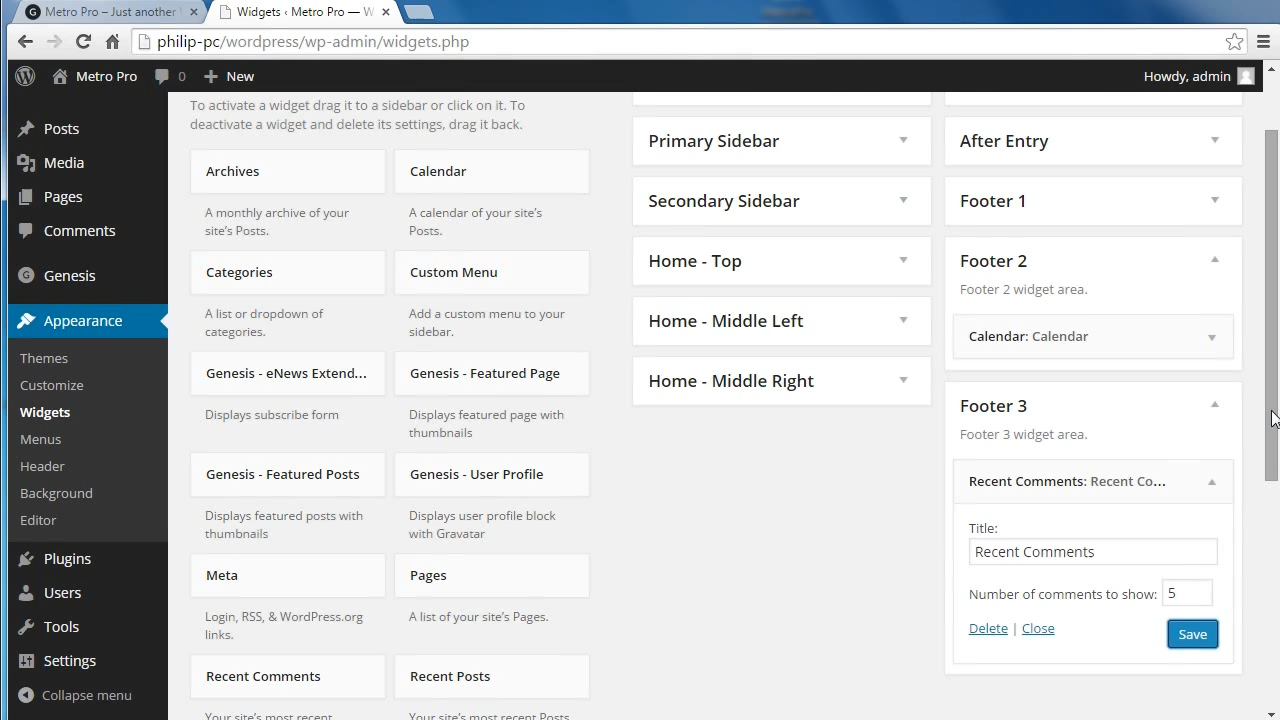 Metro Pro – Just another
Widgets ‹ Metro Pro — W
philip-pc/wordpress/wp-admin/widgets.php
Metro Pro
0
New
Howdy, admin
Posts
Media
Pages
Comments
Genesis
Appearance
Themes
Customize
Widgets
Menus
Header
Background
Editor
Plugins
Users
Tools
Settings
Collapse menu
To activate a widget drag it to a sidebar or click on it. To
deactivate a widget and delete its settings, drag it back.
Archives
A monthly archive of your
site’s Posts.
Calendar
A calendar of your site’s
Posts.
Categories
A list or dropdown of
categories.
Custom Menu
Add a custom menu to your
sidebar.
Genesis - eNews Extend...
Displays subscribe form
Genesis - Featured Page
Displays featured page with
thumbnails
Genesis - Featured Posts
Displays featured posts with
thumbnails
Genesis - User Profile
Displays user profile block
with Gravatar
Meta
Login, RSS, & WordPress.org
links.
Pages
A list of your site’s Pages.
Recent Comments
Your site’s most recent
Recent Posts
Your site’s most recent Posts
Primary Sidebar
Secondary Sidebar
Home - Top
Home - Middle Left
Home - Middle Right
After Entry
Footer 1
Footer 2
Footer 2 widget area.
Calendar: Calendar
Footer 3
Footer 3 widget area.
Recent Comments: Recent Co...
Title:
Recent Comments
Number of comments to show: 5
Delete | Close
Save